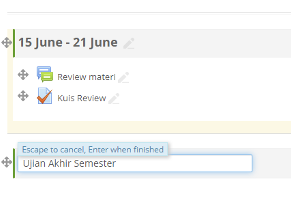 15 June - 21 June
Review materi
Kuis Review
Escape to cancel, Enter when finished
Ujian Akhir Semester